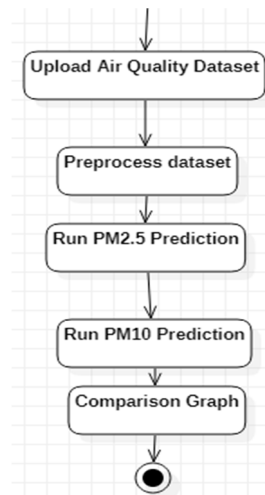 Upload Air Quality Dataset
Preprocess dataset
Run PM2.5 Prediction
Run PM10 Prediction
Comparison Graph